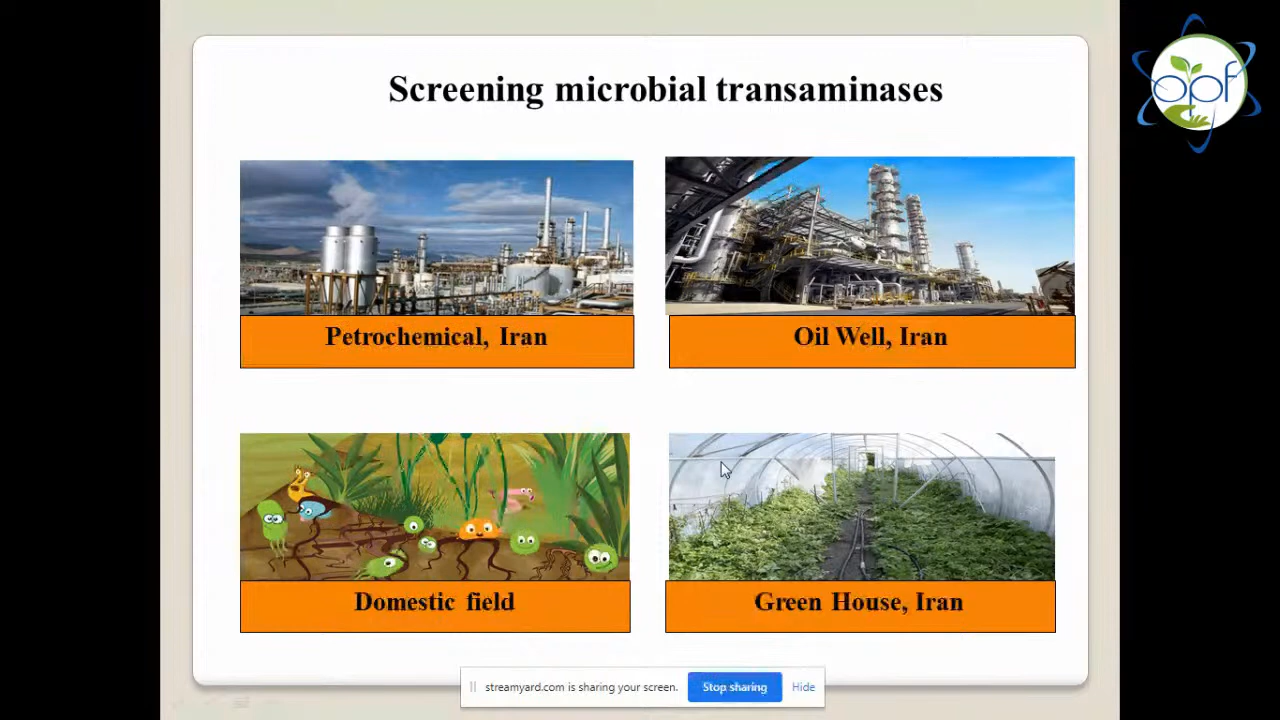 Screening microbial transaminases
opf
Petrochemical, Iran
Oil Well, Iran
Domestic field
Green House, Iran
streamyard.com is sharing your screen.
Stop sharing
Hide